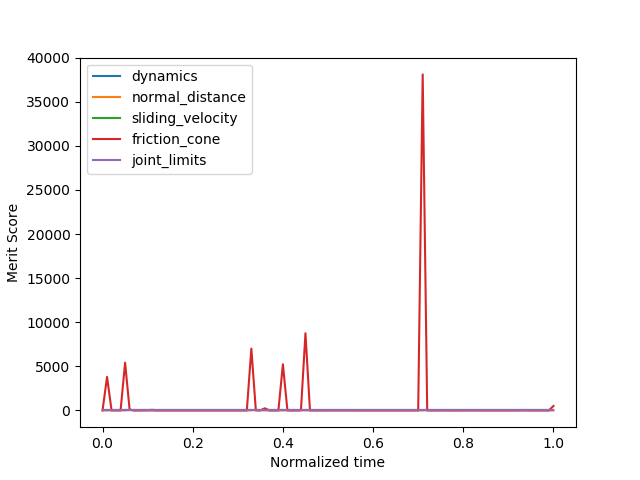 40000
35000
30000
25000
20000
15000
10000
5000
0
Merit Score
dynamics
normal_distance
sliding_velocity
friction_cone
joint_limits
0.0 0.2 0.4 0.6 0.8 1.0
Normalized time